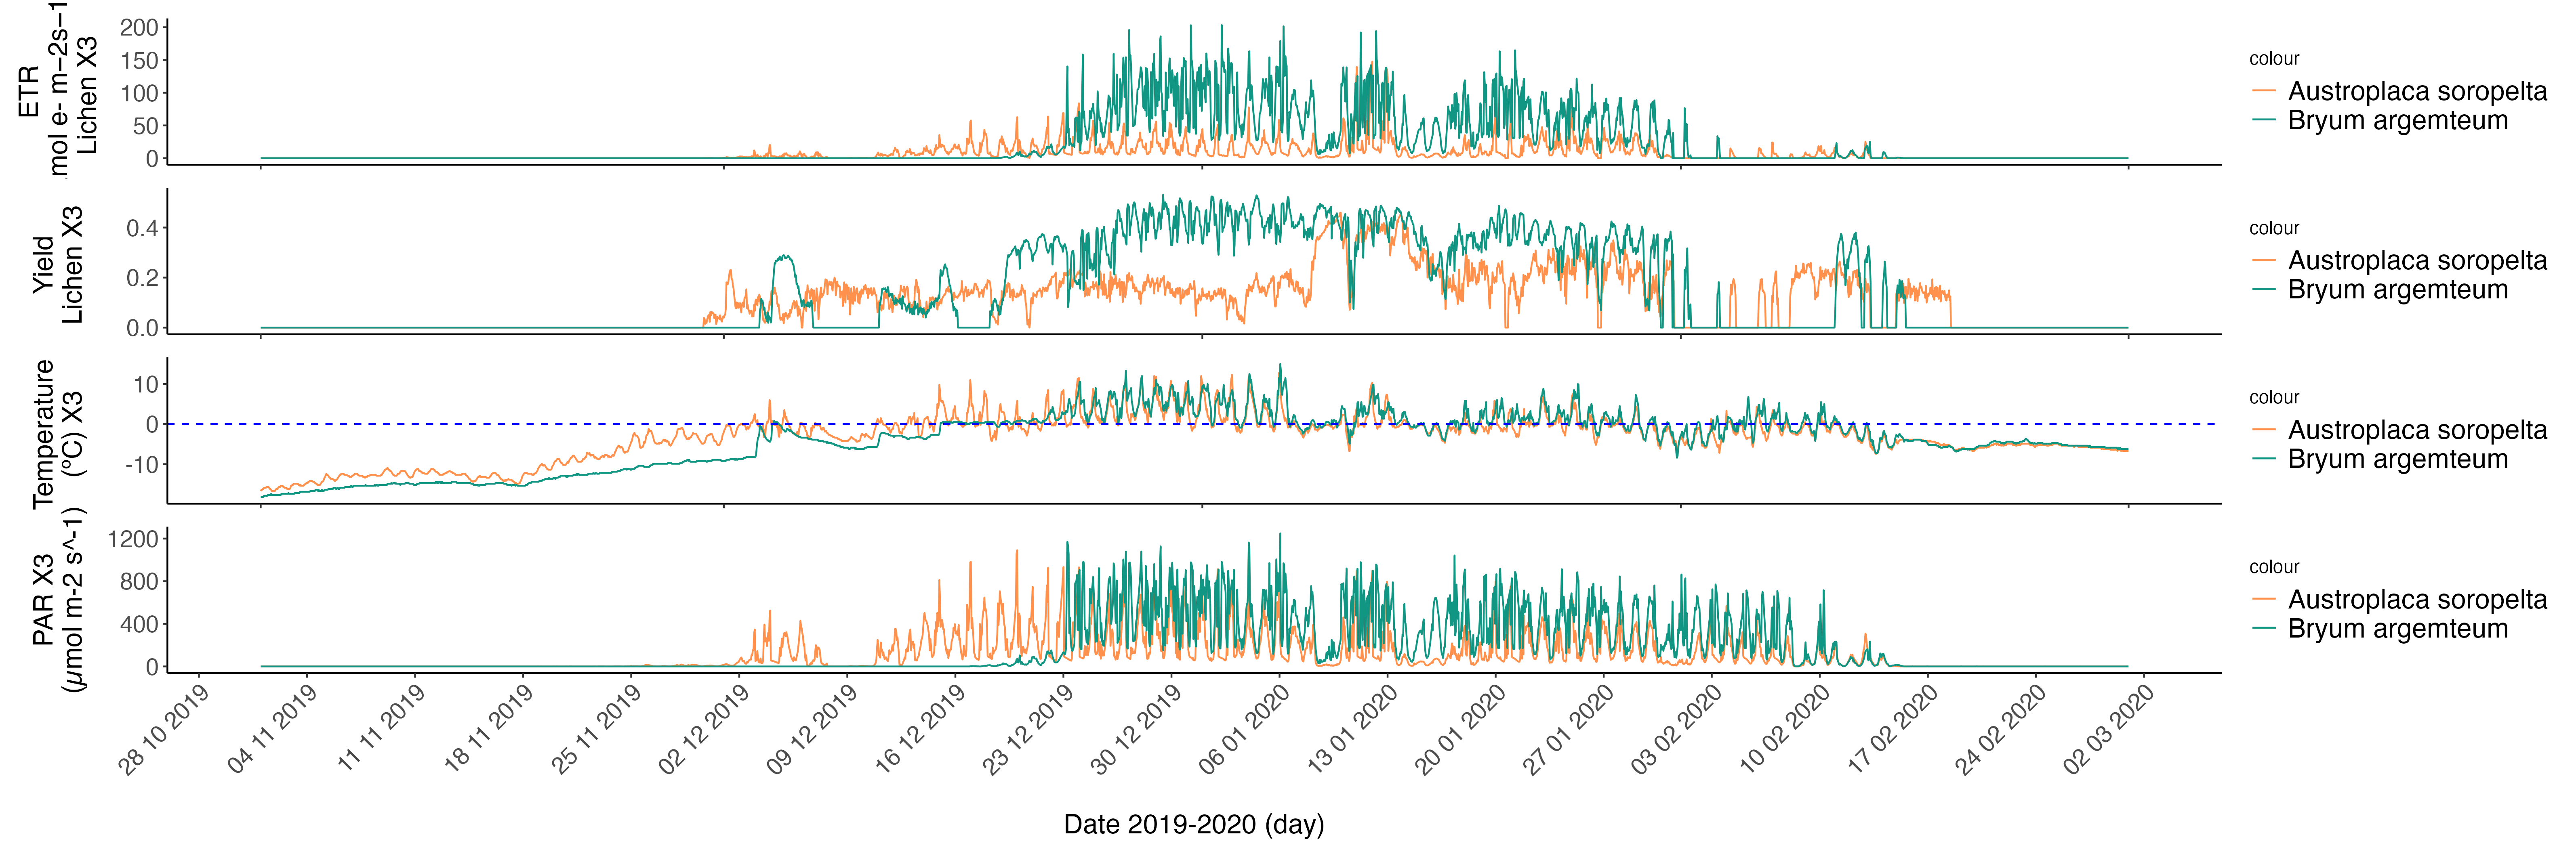 ETR
.mol e- m−2s−1
Lichen X3
200
150
100
50
0
colour
Austroplaca soropelta
Bryum argemteum
Yield
Lichen X3
0.4
0.2
0.0
colour
Austroplaca soropelta
Bryum argemteum
Temperature
(ºC) X3
10
0
-10
colour
Austroplaca soropelta
Bryum argemteum
PAR X3
(µmol m-2 s^-1)
1200
800
400
0
colour
Austroplaca soropelta
Bryum argemteum
28 10 2019
04 11 2019
11 11 2019
18 11 2019
25 11 2019
02 12 2019
09 12 2019
16 12 2019
23 12 2019
30 12 2019
06 01 2020
13 01 2020
20 01 2020
27 01 2020
03 02 2020
10 02 2020
17 02 2020
24 02 2020
02 03 2020
Date 2019-2020 (day)